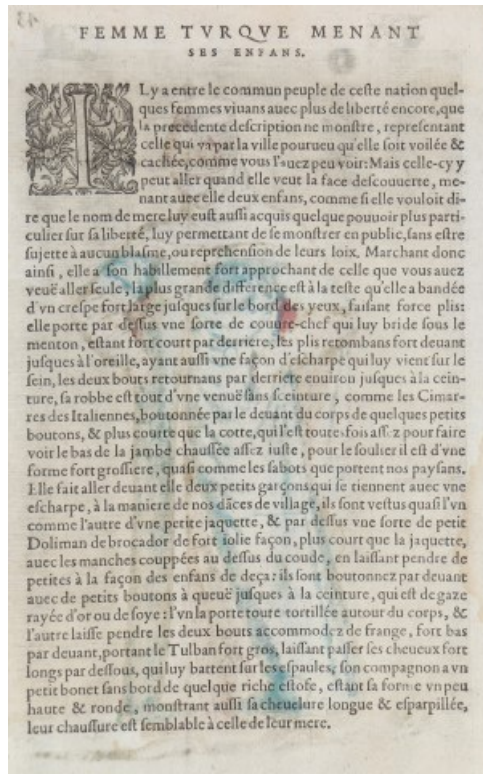 43
FEMME TVRQVE MENANT
SES ENFANS.
IL y a entre le commun peuple de ceste nation quel-
ques femmes viuans auec plus de liberté encore, que
la precedente description ne monstre, representant
celle qui va par la ville pourueu qu'elle soit voilée &
cachée, comme vous l'auez peu voir: Mais celle-cy y
peut aller quand elle veut la face descouuerte, me-
nant auec elle deux enfans, comme si elle vouloit di-
re que le nom de mere luy eust aussi acquis quelque pouuoir plus parti-
culier sur sa liberté, luy permettant de se monstrer en public, sans estre
sujette à aucun blasme, ou reprehension de leurs loix. Marchant donc
ainsi, elle a son habillement fort approchant de celle que vous auez
veuë aller seule, la plus grande difference est à la teste qu'elle a bandée
d'vn crespe fort large jusques sur le bord des yeux, faisant force plis:
elle porte par dessus vne sorte de couure-chef qui luy bride sous le
menton, estant fort court par derriere, les plis retombans fort deuant
jusques à l'oreille, ayant aussi vne façon d'escharpe qui luy vient sur le
sein, les deux bouts retournans par derriere enuiron jusques à la cein-
ture, sa robbe est tout d'vne venuë sans sceinture, comme les Cimar-
res des Italiennes, boutonnée par le deuant du corps de quelques petits
boutons, & plus courte que la cotte, qui l'est toutes-fois assez pour faire
voir le bas de la jambe chaussée assez iuste, pour le soulier il est d'vne
forme fort grossiere, quasi comme les sabots que portent nos paysans.
Elle fait aller deuant elle deux petits garçons qui se tiennent auec vne
escharpe, à la maniere de nos dāces de village, ils sont vestus quasi l'vn
comme l'autre d'vne petite jaquette, & par dessus vne sorte de petit
Doliman de brocador de fort iolie façon, plus court que la jaquette,
auec les manches couppées au dessus du coude, en laissant pendre de
petites à la façon des enfans de deça: ils sont boutonnez par deuant
auec de petits boutons à queuë jusques à la ceinture, qui est de gaze
rayée d'or ou de soye: l'vn la porte toute tortillée autour du corps, &
l'autre laisse pendre les deux bouts accommodez de frange, fort bas
par deuant, portant le Tulban fort gros, laissant passer ses cheueux fort
longs par dessous, qui luy battent sur les espaules, son compagnon a vn
petit bonet sans bord de quelque riche estofe, estant sa forme vn peu
haute & ronde, monstrant aussi sa cheuelure longue & esparpillée,
leur chaussure est semblable à celle de leur mere.